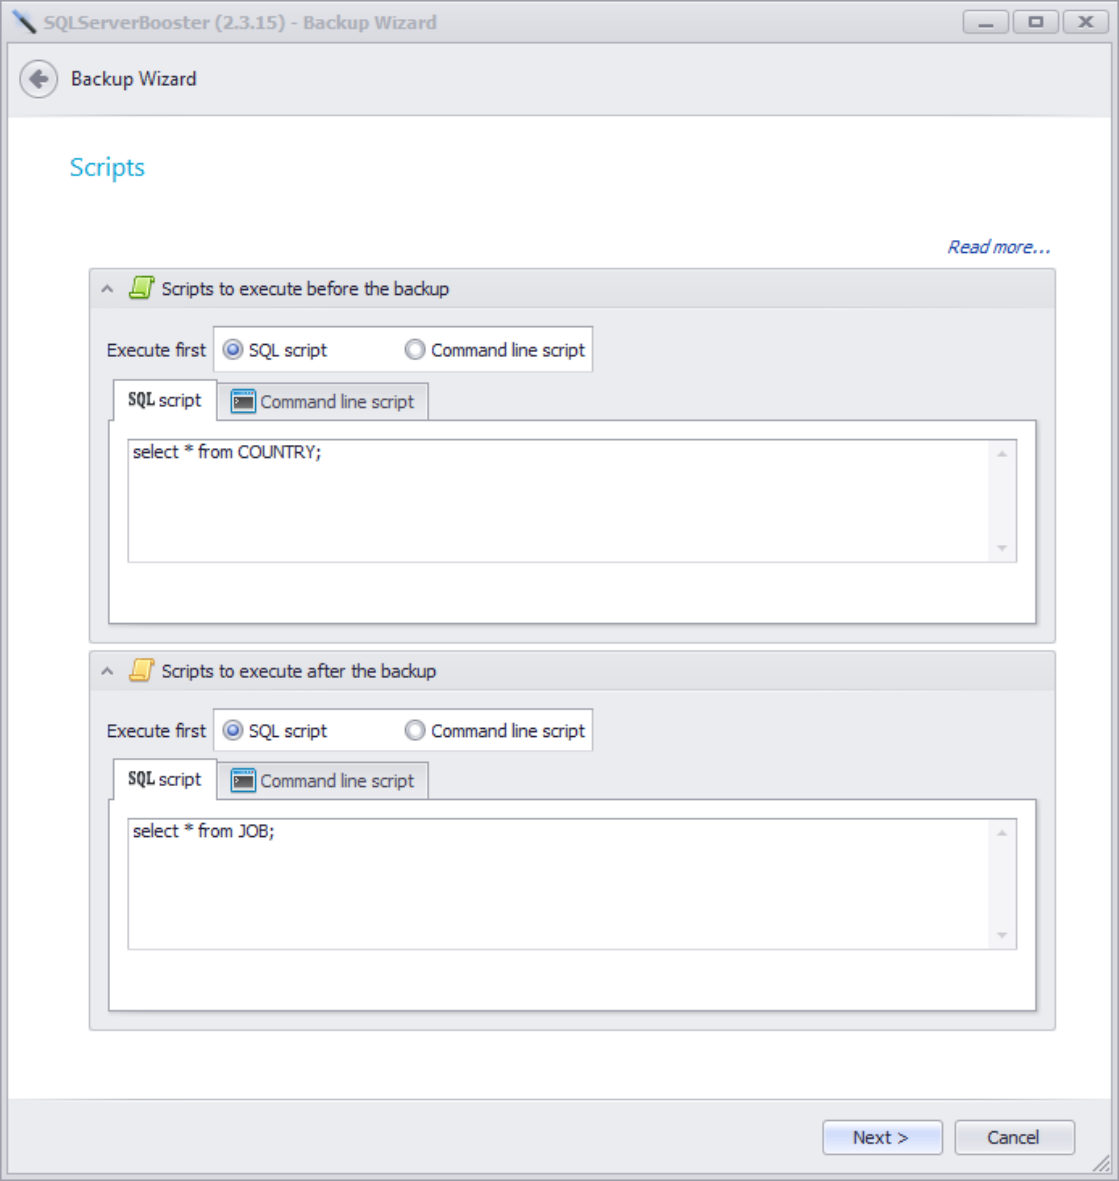 SQLServerBooster (2.3.15) - Backup Wizard
Backup Wizard
Scripts
Read more...
Scripts to execute before the backup
Execute first SQL script Command line script
SQL script Command line script
select * from COUNTRY;
Scripts to execute after the backup
Execute first SQL script Command line script
SQL script Command line script
select * from JOB;
Next > Cancel